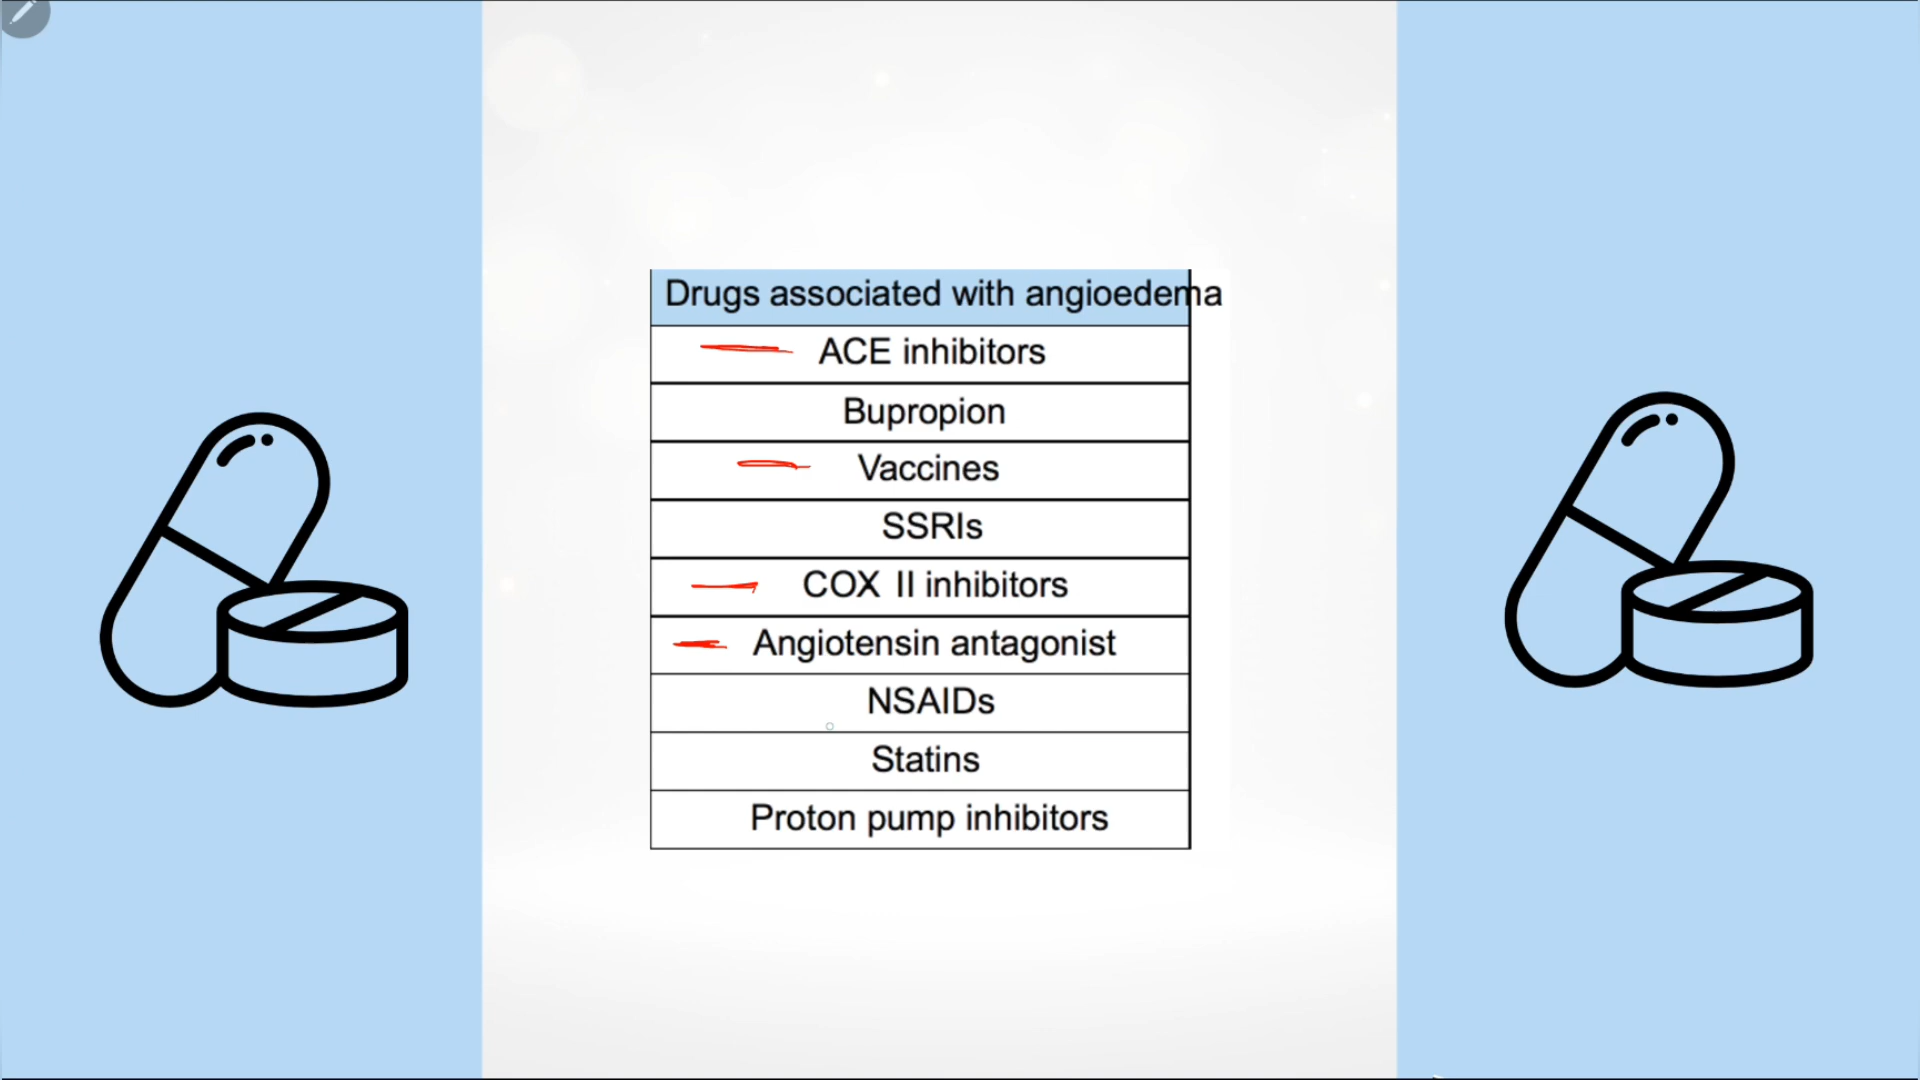 Drugs associated with angioedema
ACE inhibitors
Bupropion
Vaccines
SSRIs
COX II inhibitors
Angiotensin antagonist
NSAIDs
Statins
Proton pump inhibitors